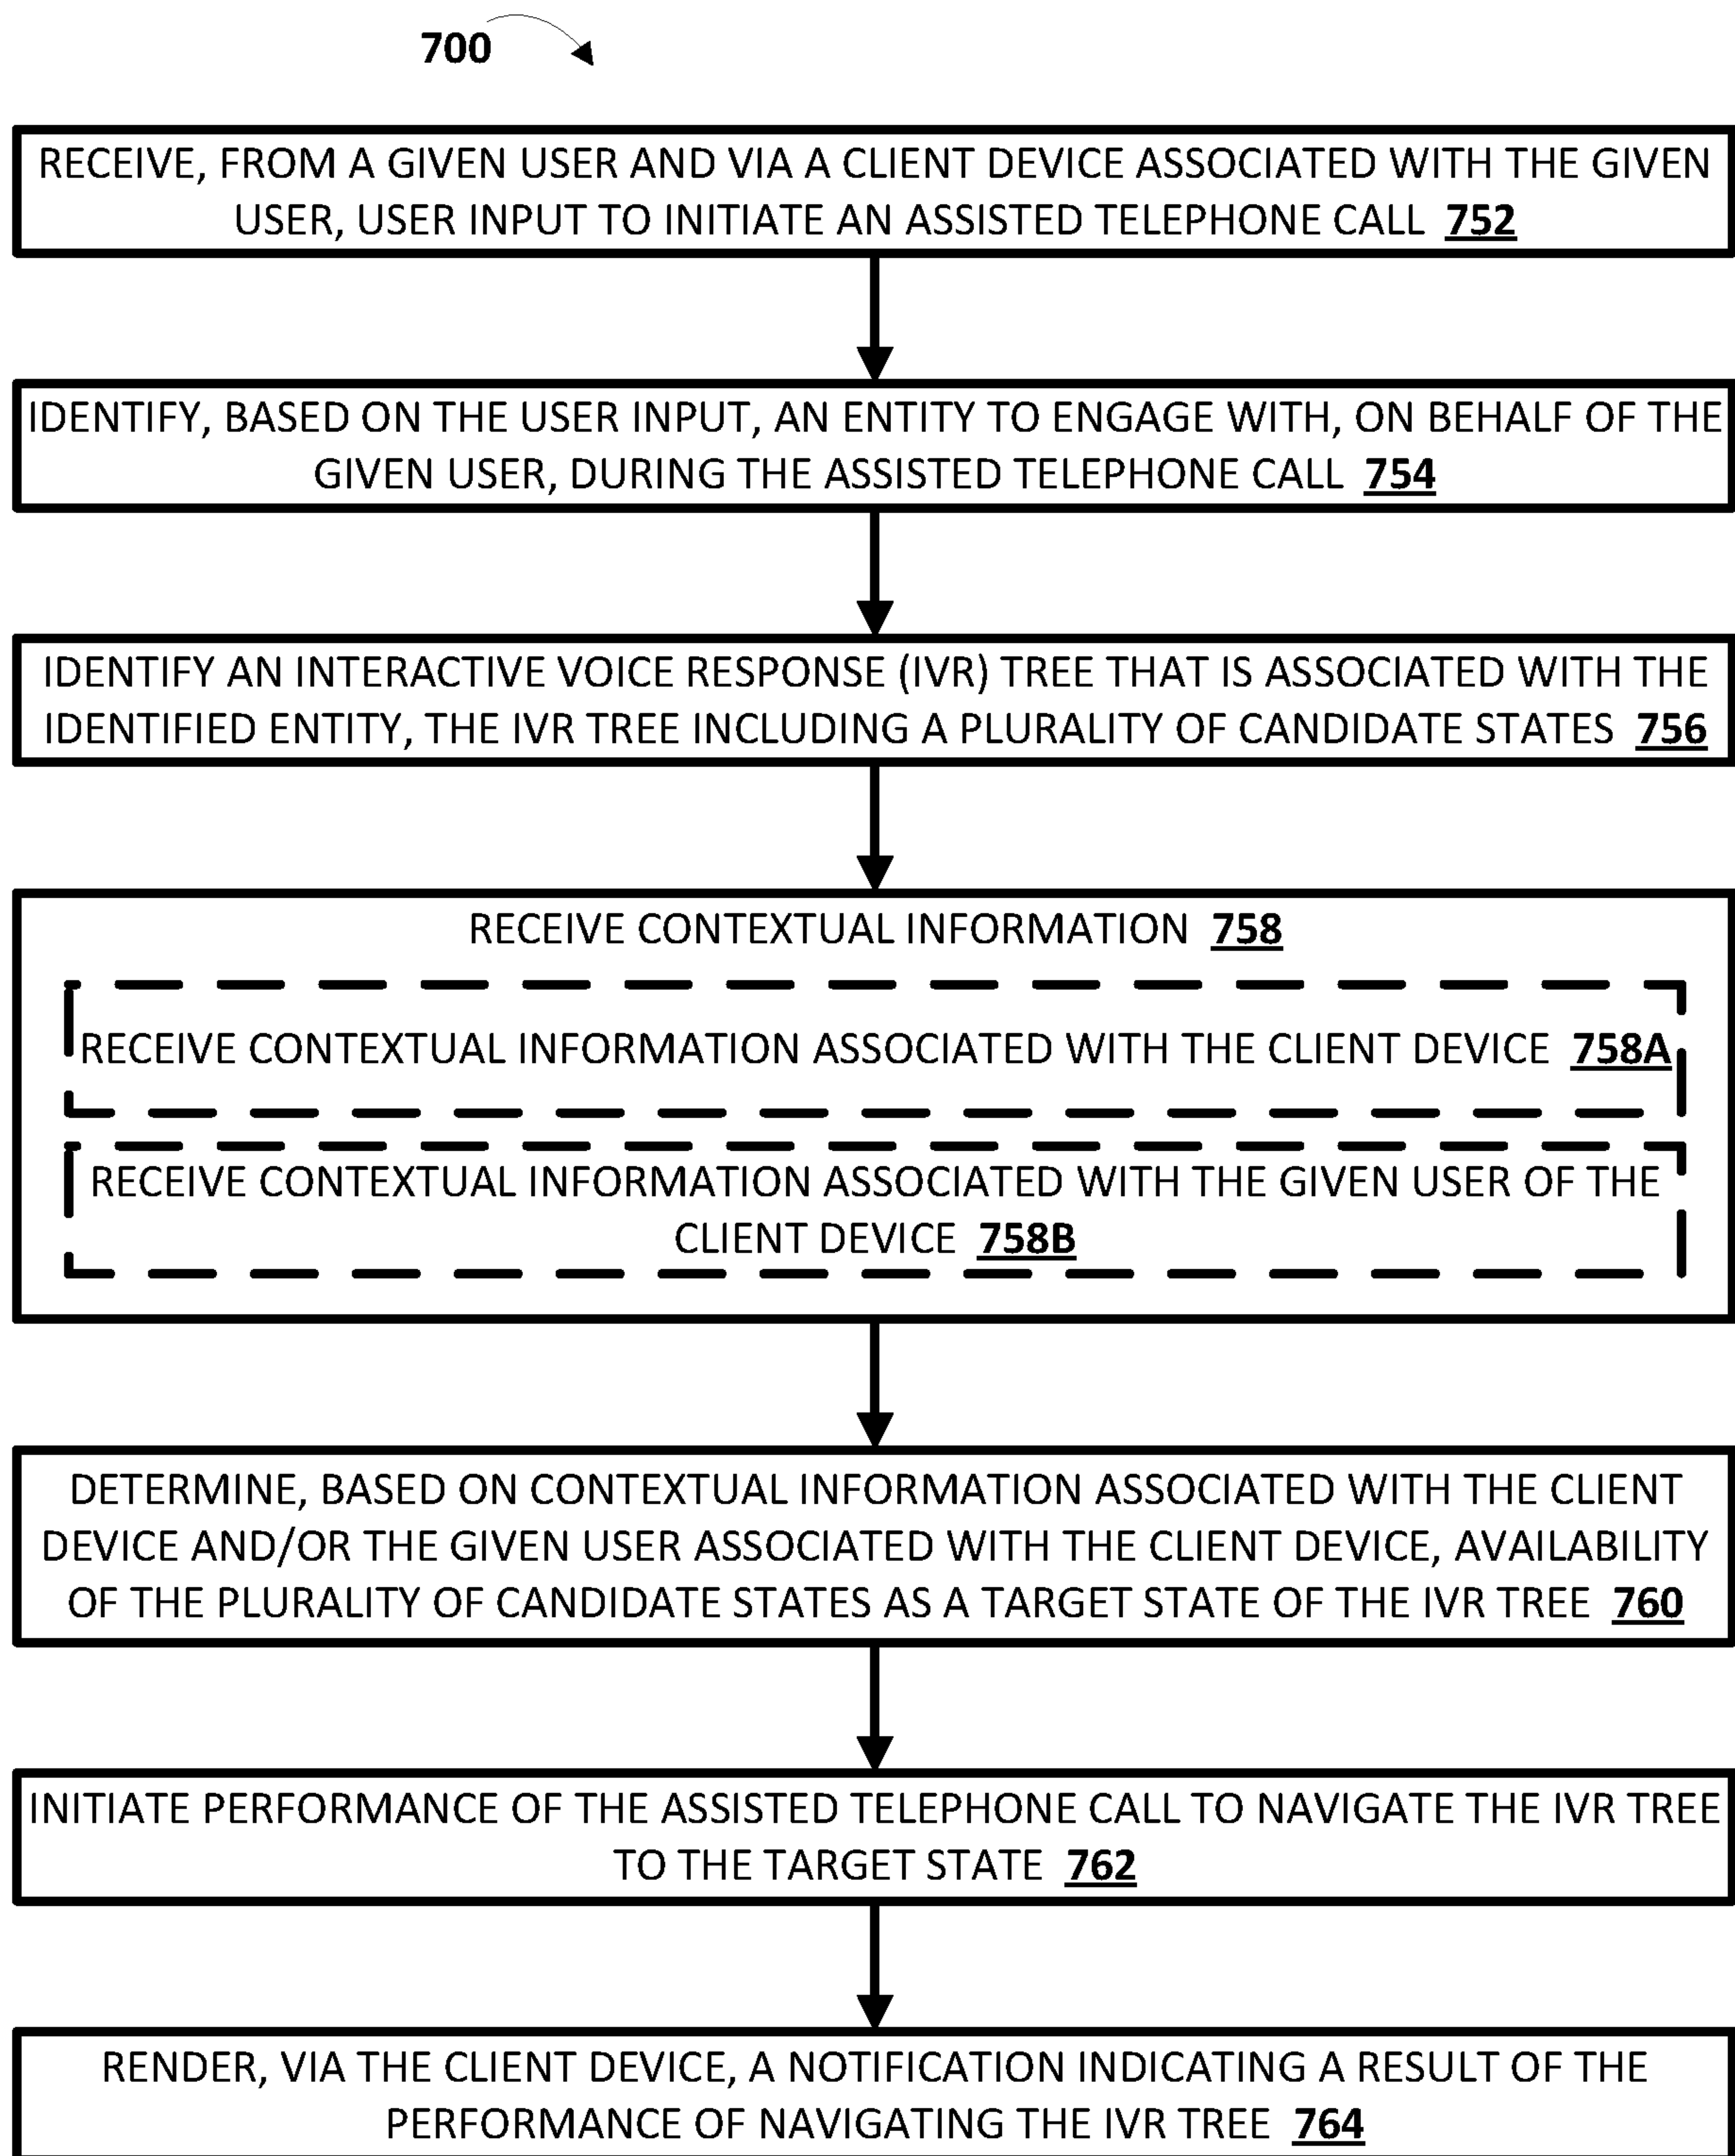 700
RECEIVE, FROM A GIVEN USER AND VIA A CLIENT DEVICE ASSOCIATED WITH THE GIVEN
USER, USER INPUT TO INITIATE AN ASSISTED TELEPHONE CALL 752
IDENTIFY, BASED ON THE USER INPUT, AN ENTITY TO ENGAGE WITH, ON BEHALF OF THE
GIVEN USER, DURING THE ASSISTED TELEPHONE CALL 754
IDENTIFY AN INTERACTIVE VOICE RESPONSE (IVR) TREE THAT IS ASSOCIATED WITH THE
IDENTIFIED ENTITY, THE IVR TREE INCLUDING A PLURALITY OF CANDIDATE STATES 756
RECEIVE CONTEXTUAL INFORMATION 758
RECEIVE CONTEXTUAL INFORMATION ASSOCIATED WITH THE CLIENT DEVICE 758A
RECEIVE CONTEXTUAL INFORMATION ASSOCIATED WITH THE GIVEN USER OF THE
CLIENT DEVICE 758B
DETERMINE, BASED ON CONTEXTUAL INFORMATION ASSOCIATED WITH THE CLIENT
DEVICE AND/OR THE GIVEN USER ASSOCIATED WITH THE CLIENT DEVICE, AVAILABILITY
OF THE PLURALITY OF CANDIDATE STATES AS A TARGET STATE OF THE IVR TREE 760
INITIATE PERFORMANCE OF THE ASSISTED TELEPHONE CALL TO NAVIGATE THE IVR TREE
TO THE TARGET STATE 762
RENDER, VIA THE CLIENT DEVICE, A NOTIFICATION INDICATING A RESULT OF THE
PERFORMANCE OF NAVIGATING THE IVR TREE 764